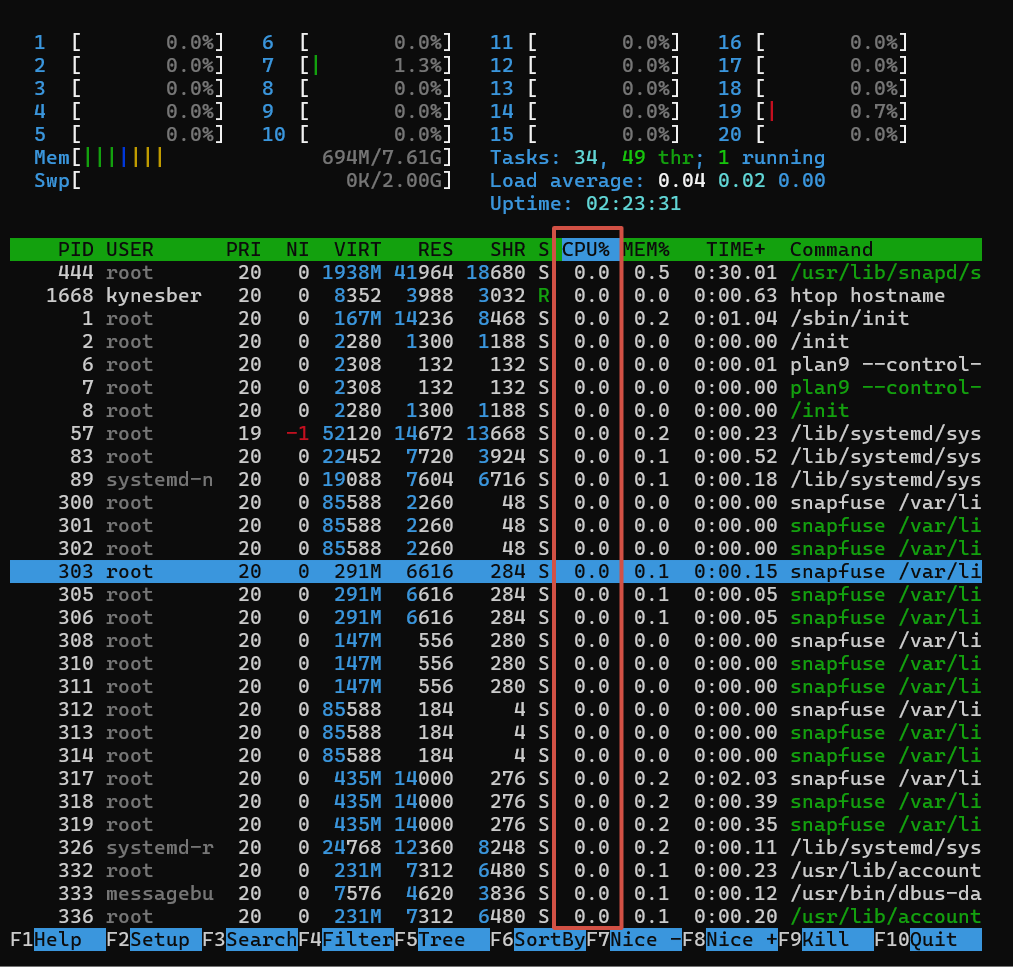 1 [ 0.0%] 6 [ 0.0%] 11 [ 0.0%] 16 [ 0.0%]
2 [ 0.0%] 7 [| 1.3%] 12 [ 0.0%] 17 [ 0.0%]
3 [ 0.0%] 8 [ 0.0%] 13 [ 0.0%] 18 [ 0.0%]
4 [ 0.0%] 9 [ 0.0%] 14 [ 0.0%] 19 [| 0.7%]
5 [ 0.0%] 10 [ 0.0%] 15 [ 0.0%] 20 [ 0.0%]
Mem[||||||| 694M/7.61G] Tasks: 34, 49 thr; 1 running
Swp[ 0K/2.00G] Load average: 0.04 0.02 0.00
Uptime: 02:23:31
PID USER PRI NI VIRT RES SHR S CPU% MEM% TIME+ Command
444 root 20 0 1938M 41964 18680 S 0.0 0.5 0:30.01 /usr/lib/snapd/s
1668 kynesber 20 0 8352 3988 3032 R 0.0 0.0 0:00.63 htop hostname
1 root 20 0 167M 14236 8468 S 0.0 0.2 0:01.04 /sbin/init
2 root 20 0 2280 1300 1188 S 0.0 0.0 0:00.00 /init
6 root 20 0 2308 132 132 S 0.0 0.0 0:00.01 plan9 --control-
7 root 20 0 2308 132 132 S 0.0 0.0 0:00.00 plan9 --control-
8 root 20 0 2280 1300 1188 S 0.0 0.0 0:00.00 /init
57 root 19 -1 52120 14672 13668 S 0.0 0.2 0:00.23 /lib/systemd/sys
83 root 20 0 22452 7720 3924 S 0.0 0.1 0:00.52 /lib/systemd/sys
89 systemd-n 20 0 19088 7604 6716 S 0.0 0.1 0:00.18 /lib/systemd/sys
300 root 20 0 85588 2260 48 S 0.0 0.0 0:00.00 snapfuse /var/li
301 root 20 0 85588 2260 48 S 0.0 0.0 0:00.00 snapfuse /var/li
302 root 20 0 85588 2260 48 S 0.0 0.0 0:00.00 snapfuse /var/li
303 root 20 0 291M 6616 284 S 0.0 0.1 0:00.15 snapfuse /var/li
305 root 20 0 291M 6616 284 S 0.0 0.1 0:00.05 snapfuse /var/li
306 root 20 0 291M 6616 284 S 0.0 0.1 0:00.05 snapfuse /var/li
308 root 20 0 147M 556 280 S 0.0 0.0 0:00.00 snapfuse /var/li
310 root 20 0 147M 556 280 S 0.0 0.0 0:00.00 snapfuse /var/li
311 root 20 0 147M 556 280 S 0.0 0.0 0:00.00 snapfuse /var/li
312 root 20 0 85588 184 4 S 0.0 0.0 0:00.00 snapfuse /var/li
313 root 20 0 85588 184 4 S 0.0 0.0 0:00.00 snapfuse /var/li
314 root 20 0 85588 184 4 S 0.0 0.0 0:00.00 snapfuse /var/li
317 root 20 0 435M 14000 276 S 0.0 0.2 0:02.03 snapfuse /var/li
318 root 20 0 435M 14000 276 S 0.0 0.2 0:00.39 snapfuse /var/li
319 root 20 0 435M 14000 276 S 0.0 0.2 0:00.35 snapfuse /var/li
326 systemd-r 20 0 24768 12360 8248 S 0.0 0.2 0:00.11 /lib/systemd/sys
332 root 20 0 231M 7312 6480 S 0.0 0.1 0:00.23 /usr/lib/account
333 messagebu 20 0 7576 4620 3836 S 0.0 0.1 0:00.12 /usr/bin/dbus-da
336 root 20 0 231M 7312 6480 S 0.0 0.1 0:00.20 /usr/lib/account
F1Help F2Setup F3SearchF4FilterF5Tree F6SortByF7Nice -F8Nice +F9Kill F10Quit